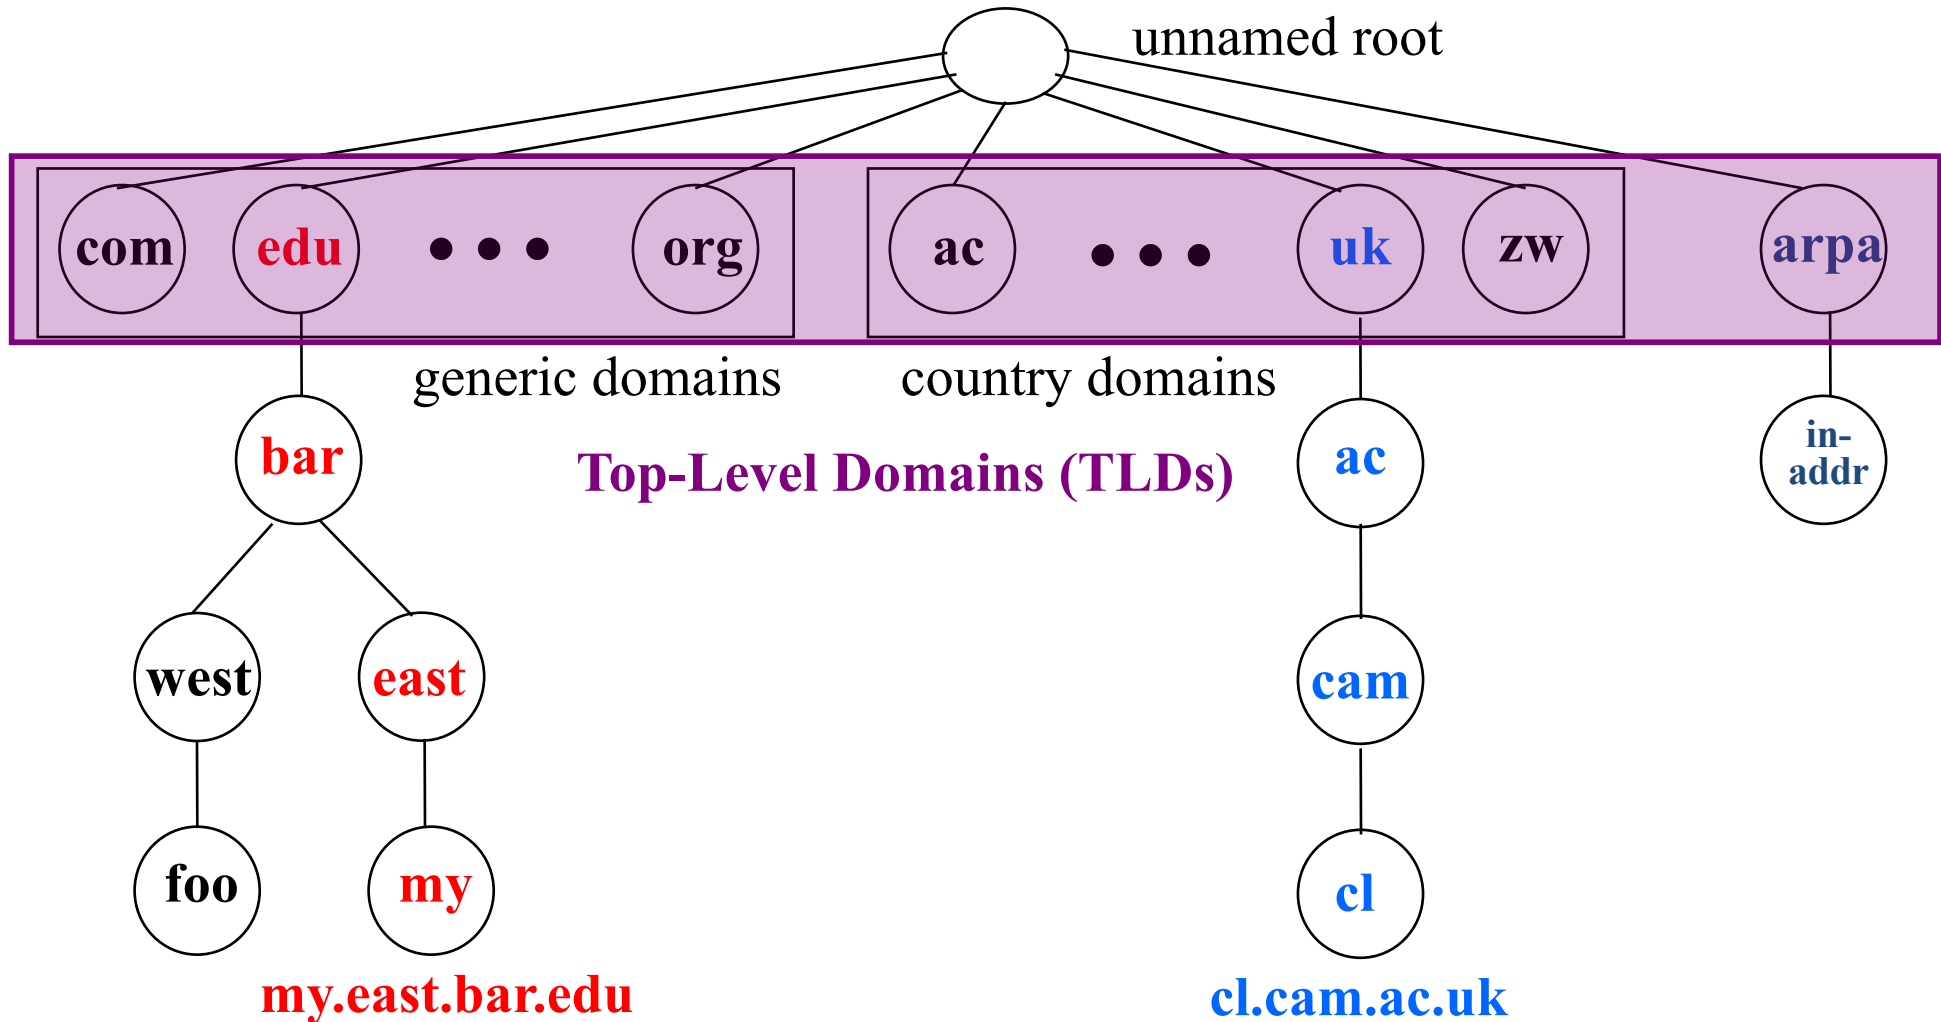 unnamed root
com edu ••• org ac ••• uk zw arpa
generic domains country domains
bar Top-Level Domains (TLDs) ac in-
addr
west east cam
foo my cl
my.east.bar.edu cl.cam.ac.uk